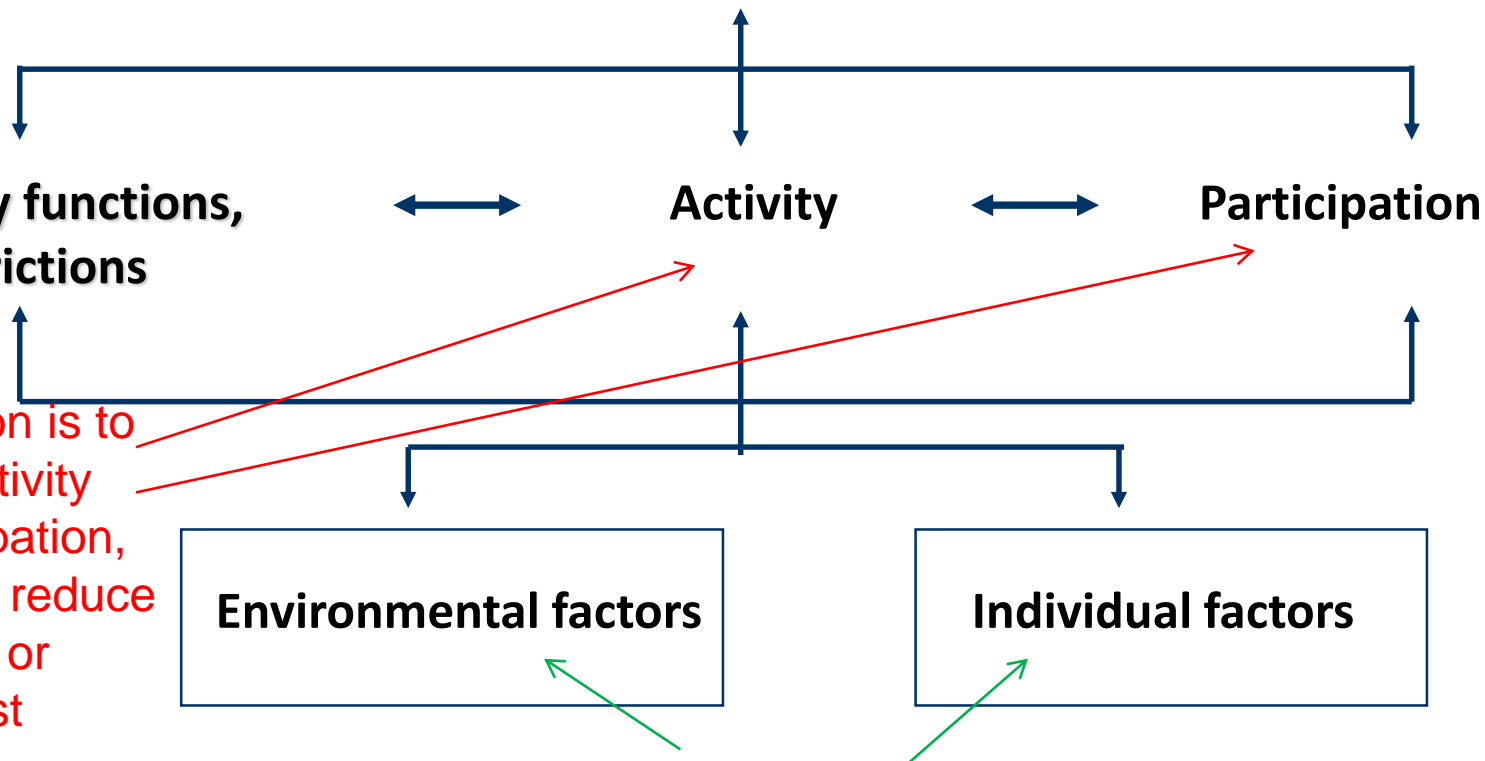 y functions,
Activity
Participation
rictions
on is to
tivity
pation,
reduce
or
st
Environmental factors
Individual factors